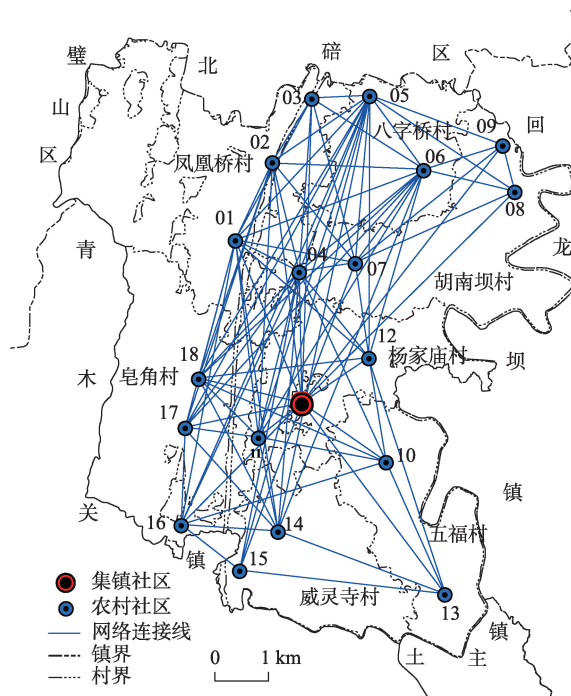 碚
璧
北
区
山
区
03
05
八字桥村
09
回
02
凤凰桥村
06
08
01
青
04
07
龙
胡南坝村
12
18
杨家庙村
坝
木
皂角村
17
11
10
镇
关
16
14
五福村
镇
15
集镇社区
农村社区
威灵寺村
13
网络连接线
镇
镇界
土
主
村界
0
1 km